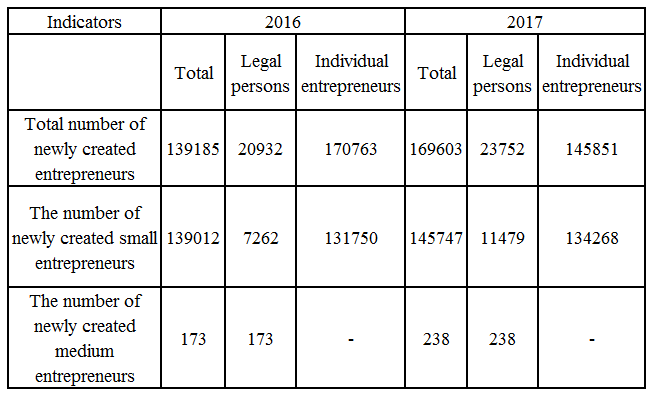 Indicators 2016 2017
Total Legal persons Individual entrepreneurs Total Legal persons Individual entrepreneurs
Total number of
newly created
entrepreneurs
139185 20932 170763 169603 23752 145851
The number of
newly created small
entrepreneurs
139012 7262 131750 145747 11479 134268
The number of
newly created
medium
entrepreneurs
173 173 - 238 238 -